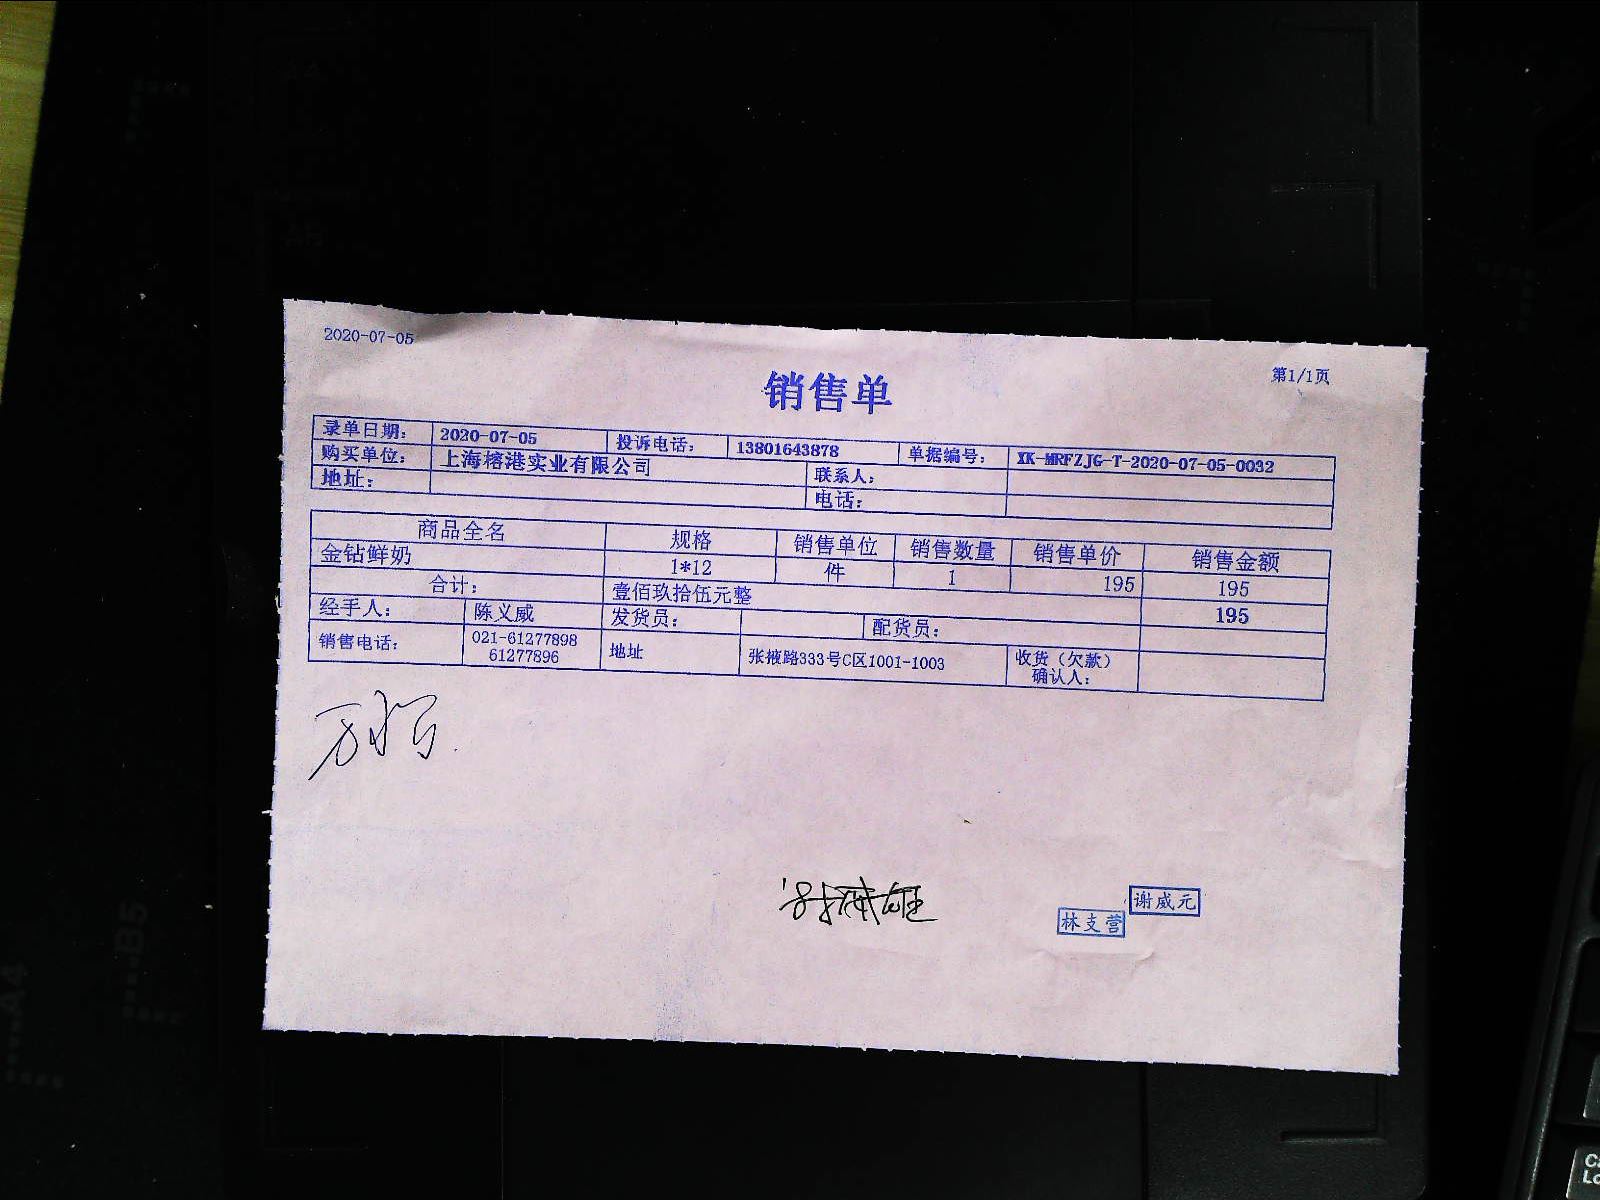 2020-07-05
第1/1页
销售单
录单日期: 2020-07-05 投诉电话: 13801643878 单据编号: XK-MRFZJG-T-2020-07-05-0032
购买单位: 上海榕港实业有限公司 联系人:
地址: 电话:
商品全名 规格 销售单位 销售数量 销售单价 销售金额
金钻鲜奶 1*12 件 1 195 195
合计: 壹佰玖拾伍元整 195
经手人: 陈义威 发货员: 配货员:
销售电话: 021-61277898 61277896 地址 张掖路333号C区1001-1003 收货（欠款）确认人:
谢威元
林支营
B5
A4